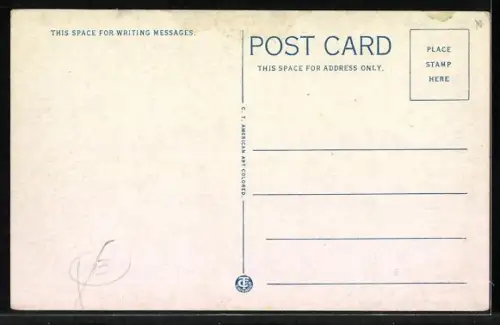 THIS SPACE FOR WRITING MESSAGES.
POST CARD
THIS SPACE FOR ADDRESS ONLY.
PLACE
STAMP
HERE
C. T. AMERICAN ART COLORED.